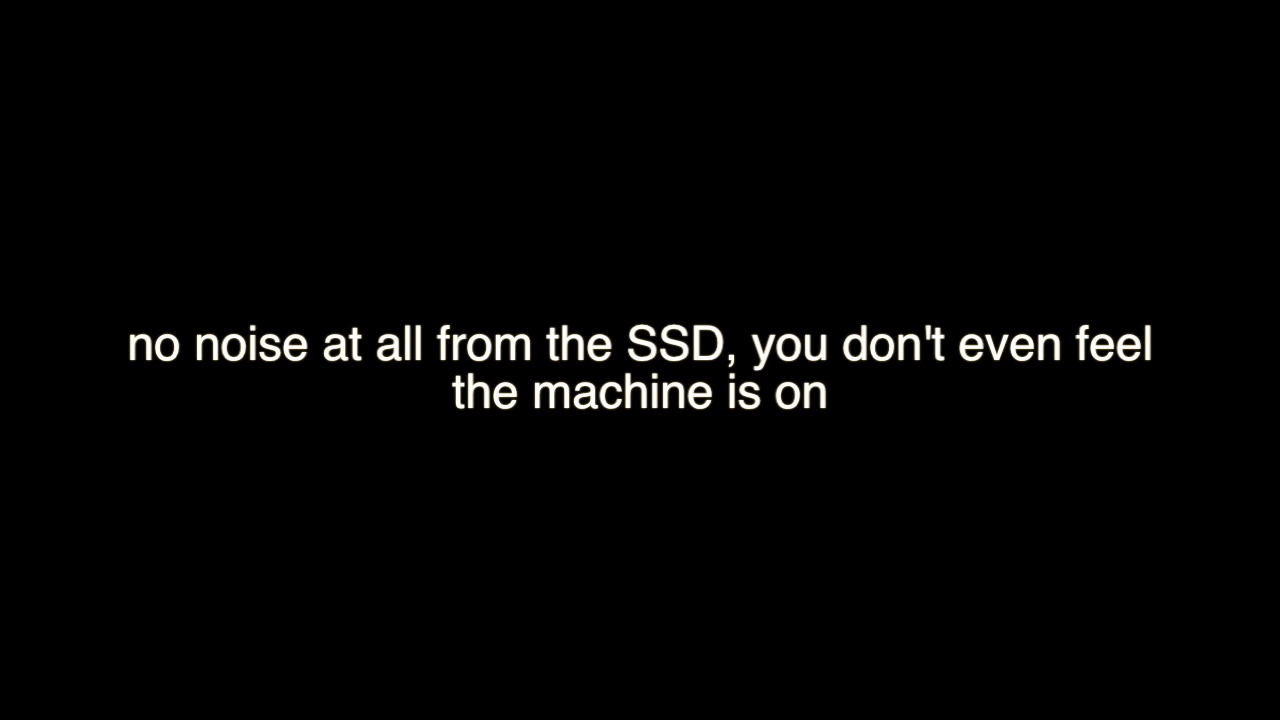 no noise at all from the SSD, you don't even feel
the machine is on